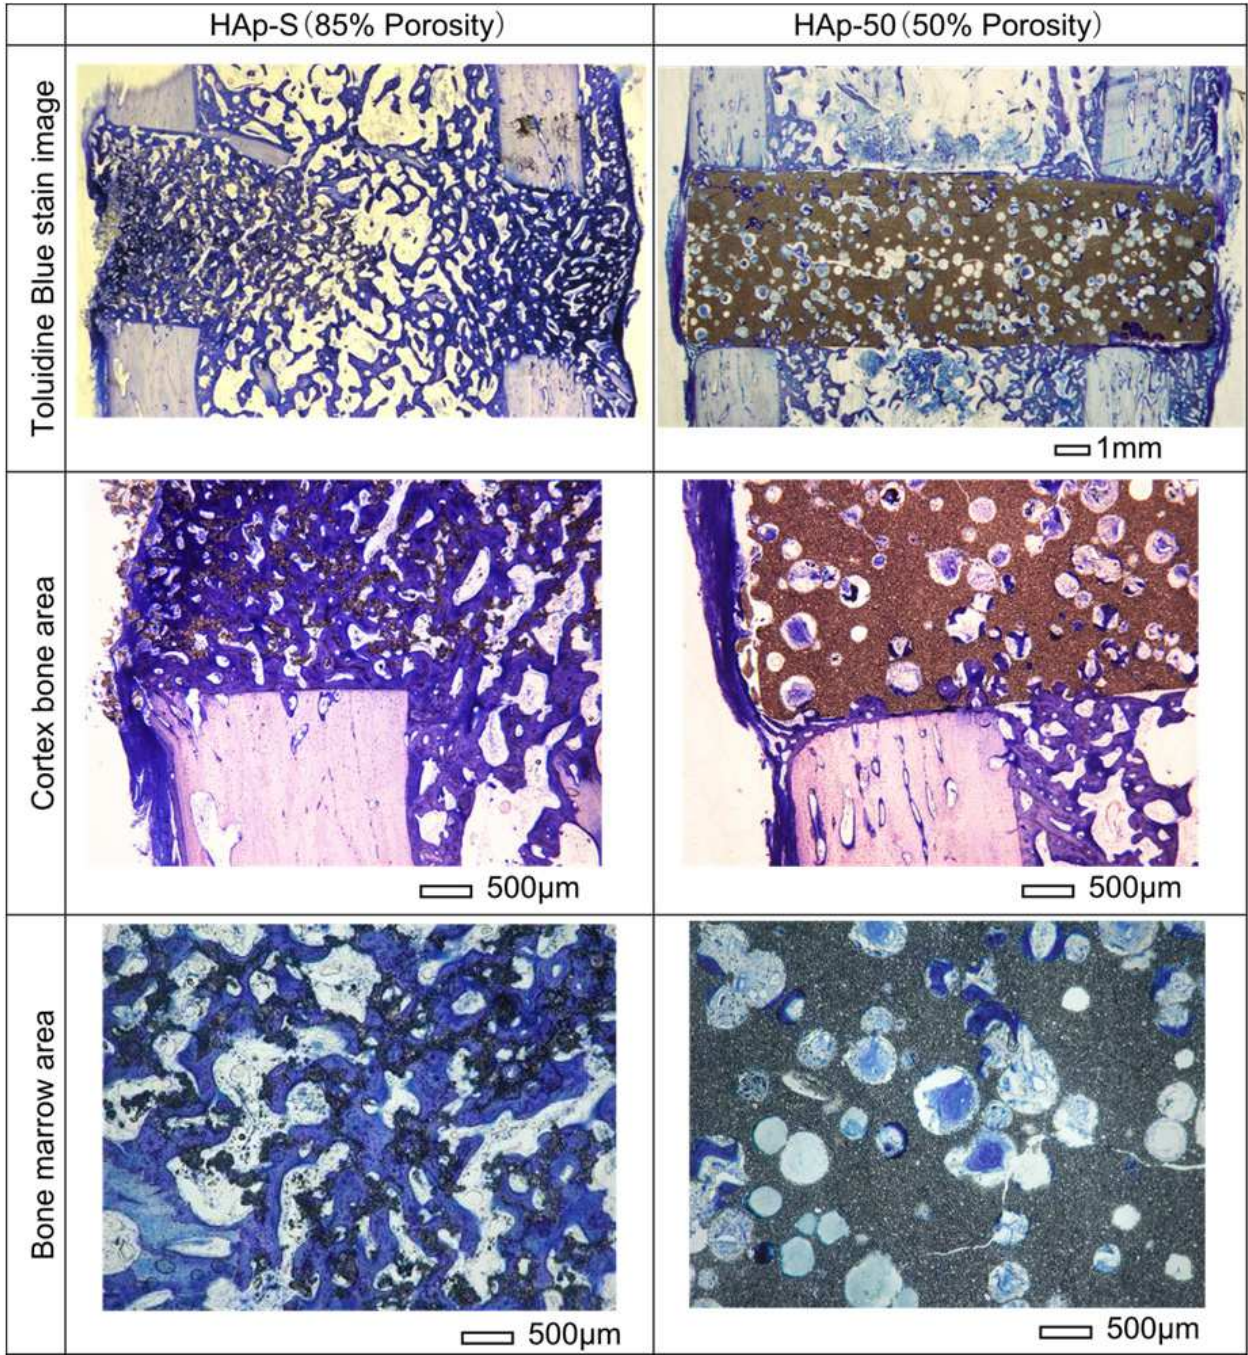 HAp-S（85% Porosity）
HAp-50（50% Porosity）
Toluidine Blue stain image
1mm
Cortex bone area
500μm
500μm
Bone marrow area
500μm
500μm